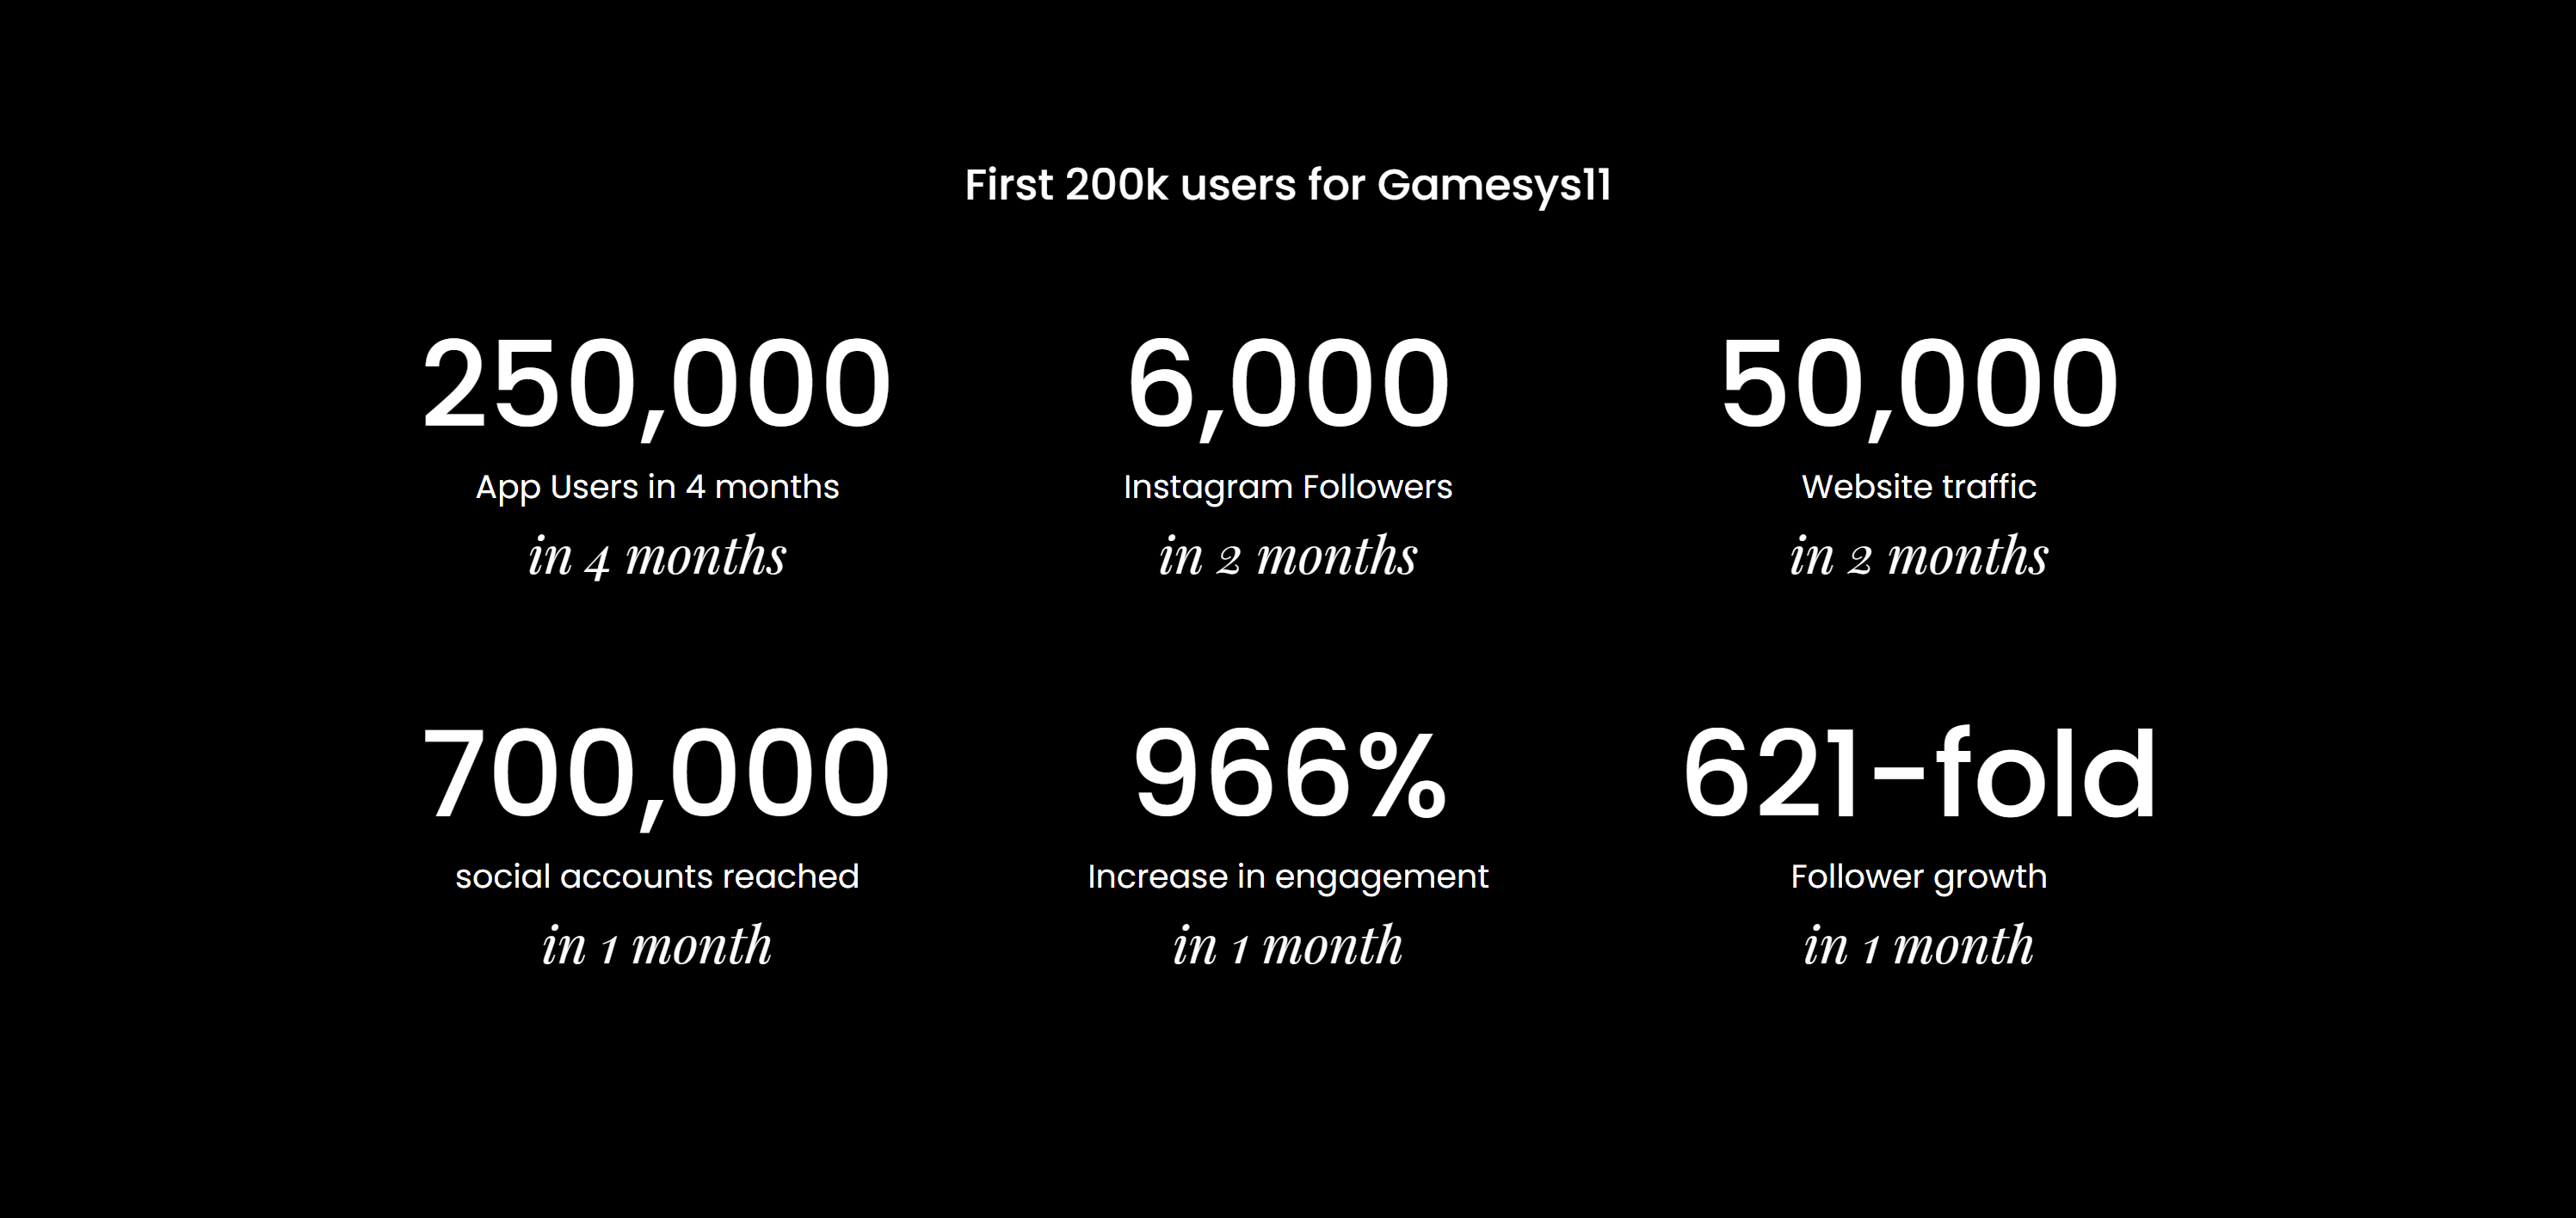 First 200k users for Gamesys11
250,000
App Users in 4 months
in 4 months
6,000
Instagram Followers
in 2 months
50,000
Website traffic
in 2 months
700,000
social accounts reached
in 1 month
966%
Increase in engagement
in 1 month
621-fold
Follower growth
in 1 month